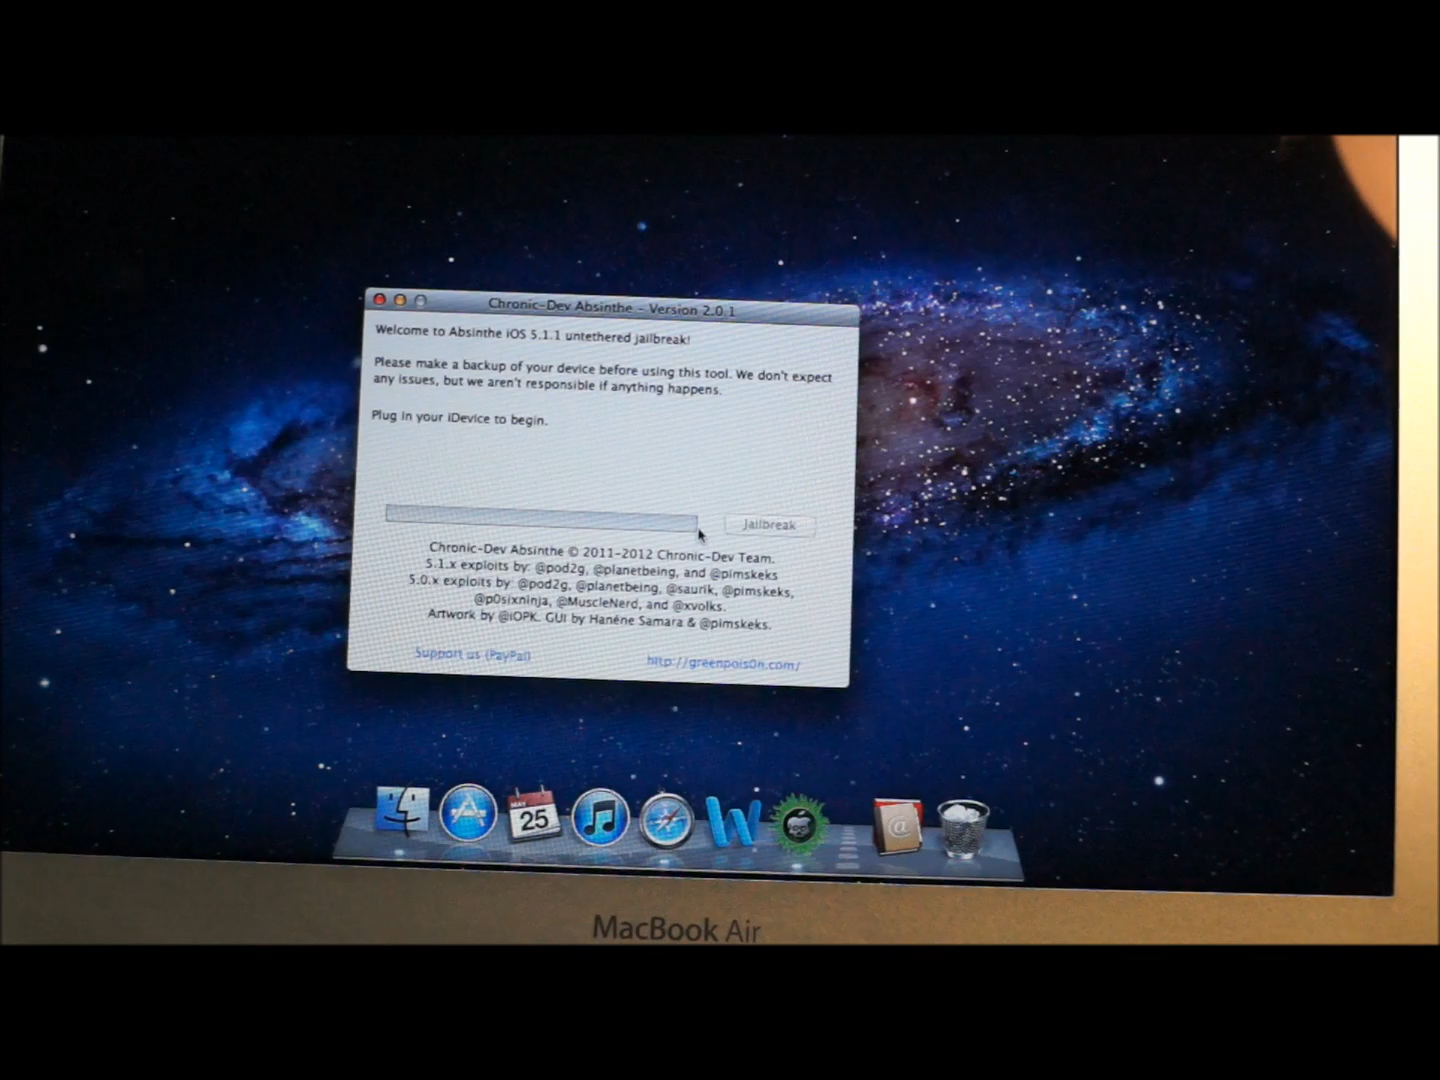 Chronic-Dev Absinthe - Version 2.0.1
Welcome to Absinthe iOS 5.1.1 untethered jailbreak!
Please make a backup of your device before using this tool. We don't expect
any issues, but we aren't responsible if anything happens.
Plug in your iDevice to begin.
Jailbreak
Chronic-Dev Absinthe © 2011-2012 Chronic-Dev Team.
5.1.x exploits by: @pod2g, @planetbeing, and @pimskeks
5.0.x exploits by: @pod2g, @planetbeing, @saurik, @pimskeks,
@p0sixninja, @MuscleNerd, and @xvolks.
Artwork by @iOPK. GUI by Hanéne Samara & @pimskeks.
Support us (PayPal)
http://greenpois0n.com/
MAY
25
W
@
MacBook Air